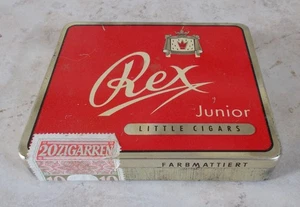 Rex
Junior
LITTLE CIGARS
20 ZIGARREN
FARBMATTIERT